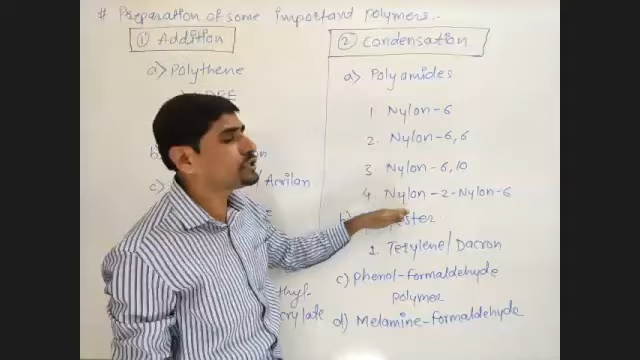 # Preparation of some important polymers:-
① Addition
a) Polythene
② Condensation
a) Polyamides
1 Nylon-6
2. Nylon-6,6
3 Nylon-6,10
4 Nylon-2-Nylon-6
1. Terylene/Dacron
c) Phenol-formaldehyde
polymer
d) Melamine-formaldehyde
b)
c) / Acrilon